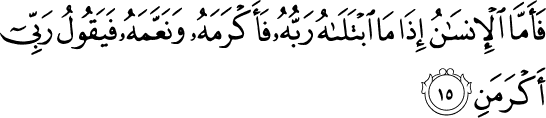 فَأَمَّا ٱلْإِنسَـٰنُ إِذَا مَا ٱبْتَلَىٰهُ رَبُّهُۥ فَأَكْرَمَهُۥ وَنَعَّمَهُۥ فَيَقُولُ رَبِّىٓ
أَكْرَمَنِ ١٥